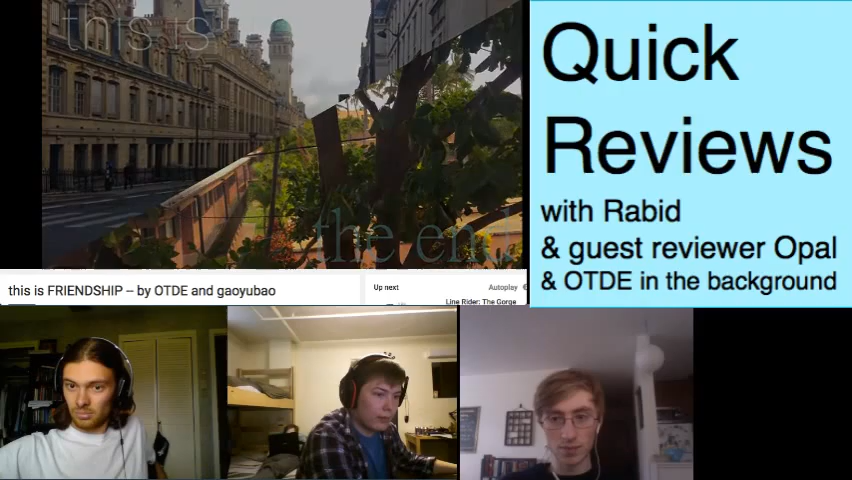 this is
the end
Quick
Reviews
with Rabid
& guest reviewer Opal
& OTDE in the background
this is FRIENDSHIP -- by OTDE and gaoyubao
Up next
Autoplay
Line Rider: The Gorge